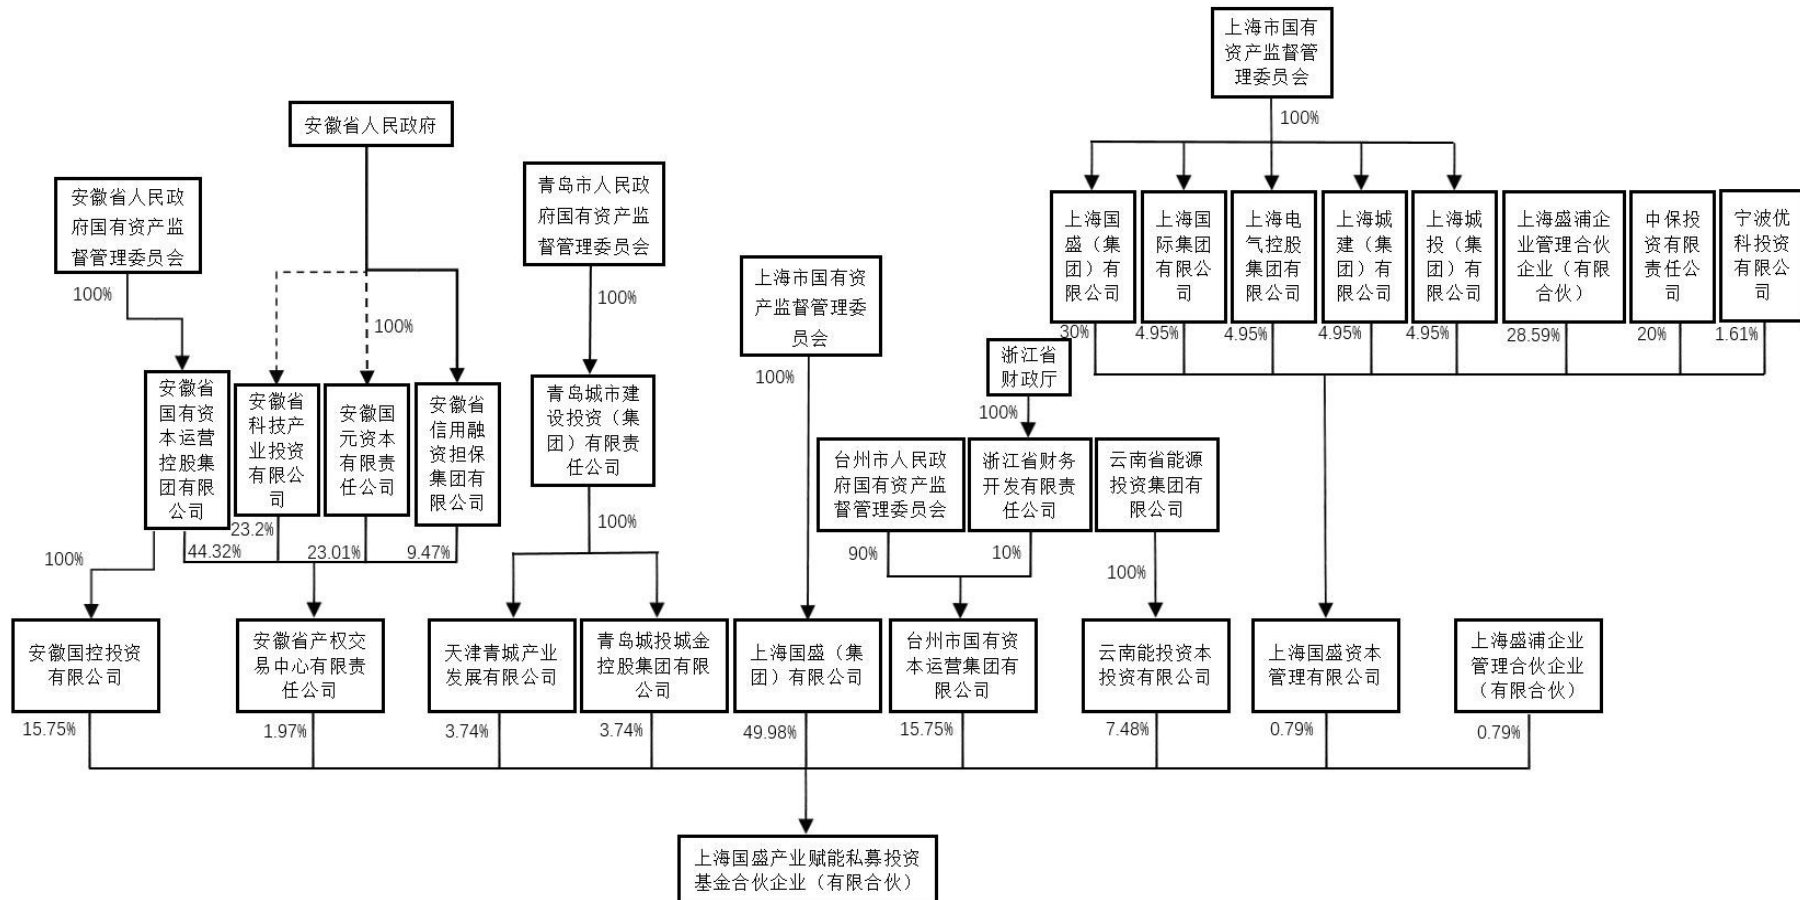 上海市国有
资产监督管
理委员会
100%
安徽省人民政府
安徽省人民政
府国有资产监
督管理委员会
100%
100%
青岛市人民政
府国有资产监
督管理委员会
100%
上海市国有资
产监督管理委
员会
100%
上海国
盛（集
团）有
限公司
30%
上海国
际集团
有限公
司
4.95%
上海电
气控股
集团有
限公司
4.95%
上海城
建（集
团）有
限公司
4.95%
上海城
投（集
团）有
限公司
4.95%
上海盛浦企
业管理合伙
企业（有限
合伙）
28.59%
中保投
资有限
责任公
司
20%
宁波优
科投资
有限公
司
1.61%
浙江省
财政厅
100%
安徽省
国有资
本运营
控股集
团有限
公司
安徽省
科技产
业投资
有限公
司
安徽国
元资本
有限责
任公司
安徽省
信用融
资担保
集团有
限公司
青岛城市建
设投资（集
团）有限责
任公司
100%
台州市人民政
府国有资产监
督管理委员会
浙江省财务
开发有限责
任公司
云南省能源
投资集团有
限公司
100%
44.32%
23.2%
23.01%
9.47%
90%
10%
100%
安徽国控投资
有限公司
安徽省产权交
易中心有限责
任公司
天津青城产业
发展有限公司
青岛城投城金
控股集团有限
公司
上海国盛（集
团）有限公司
台州市国有资
本运营集团有
限公司
云南能投资本
投资有限公司
上海国盛资本
管理有限公司
上海盛浦企业
管理合伙企业
（有限合伙）
15.75%
1.97%
3.74%
3.74%
49.98%
15.75%
7.48%
0.79%
0.79%
上海国盛产业赋能私募投资
基金合伙企业（有限合伙）